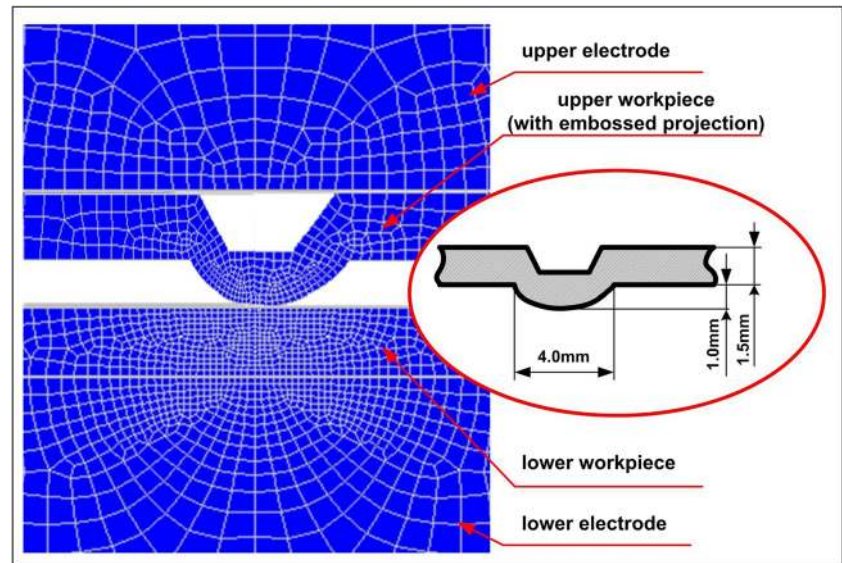 upper electrode
upper workpiece
(with embossed projection)
4.0mm
1.0mm
1.5mm
lower workpiece
lower electrode